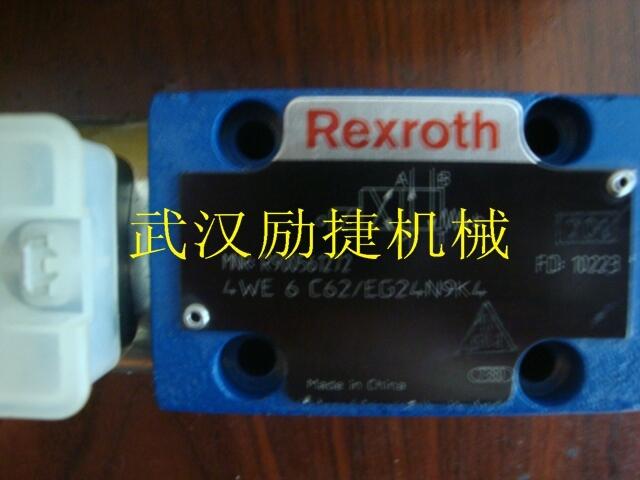 Rexroth
A B
武汉励捷机械
MNR: R900561272
FD: 10223
4WE 6 C62/EG24N9K4
Made in China